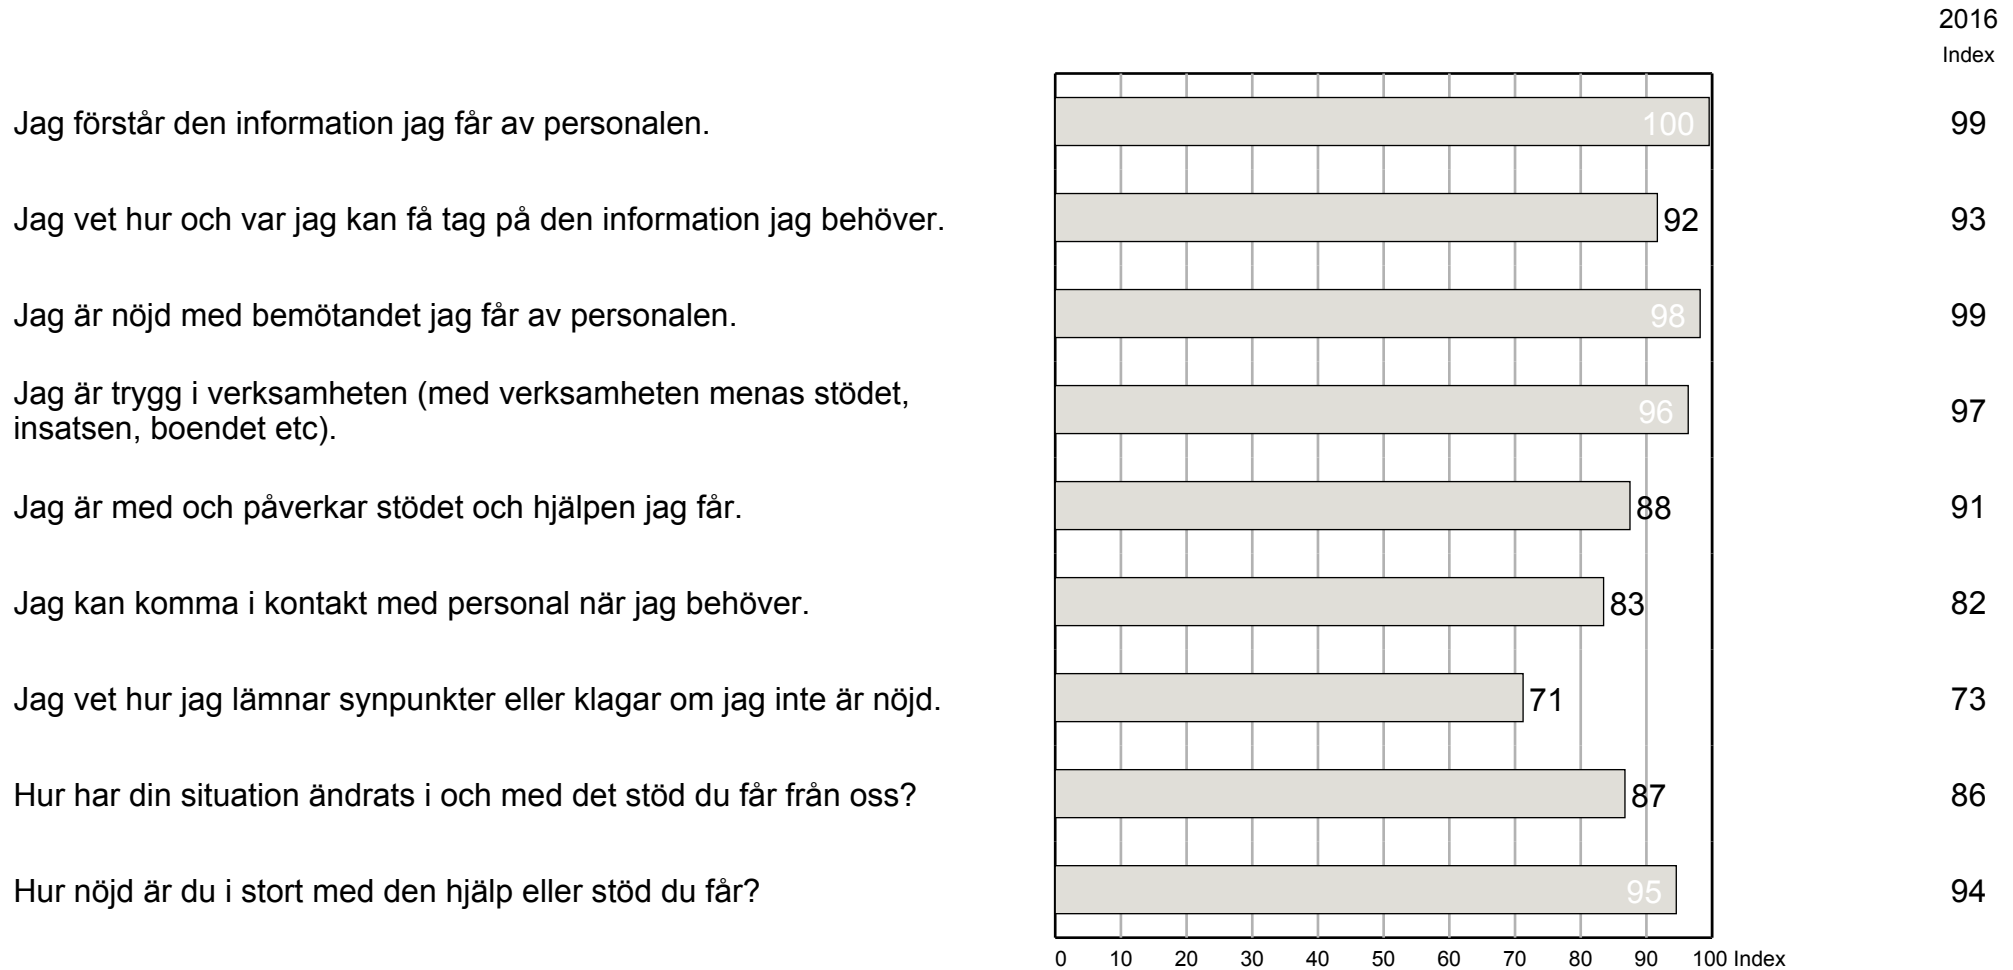 2016
Index
Jag förstår den information jag får av personalen. 100 99
Jag vet hur och var jag kan få tag på den information jag behöver. 92 93
Jag är nöjd med bemötandet jag får av personalen. 98 99
Jag är trygg i verksamheten (med verksamheten menas stödet,
insatsen, boendet etc). 96 97
Jag är med och påverkar stödet och hjälpen jag får. 88 91
Jag kan komma i kontakt med personal när jag behöver. 83 82
Jag vet hur jag lämnar synpunkter eller klagar om jag inte är nöjd. 71 73
Hur har din situation ändrats i och med det stöd du får från oss? 87 86
Hur nöjd är du i stort med den hjälp eller stöd du får? 95 94
0 10 20 30 40 50 60 70 80 90 100 Index